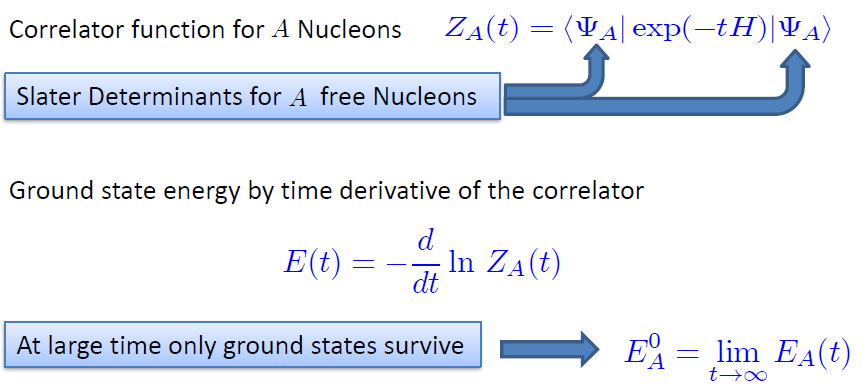 Correlator function for A Nucleons Z_A(t) = ⟨Ψ_A| exp(−tH)|Ψ_A⟩
Slater Determinants for A free Nucleons
Ground state energy by time derivative of the correlator
E(t) = − d/dt ln Z_A(t)
At large time only ground states survive E_A^0 = lim_{t→∞} E_A(t)